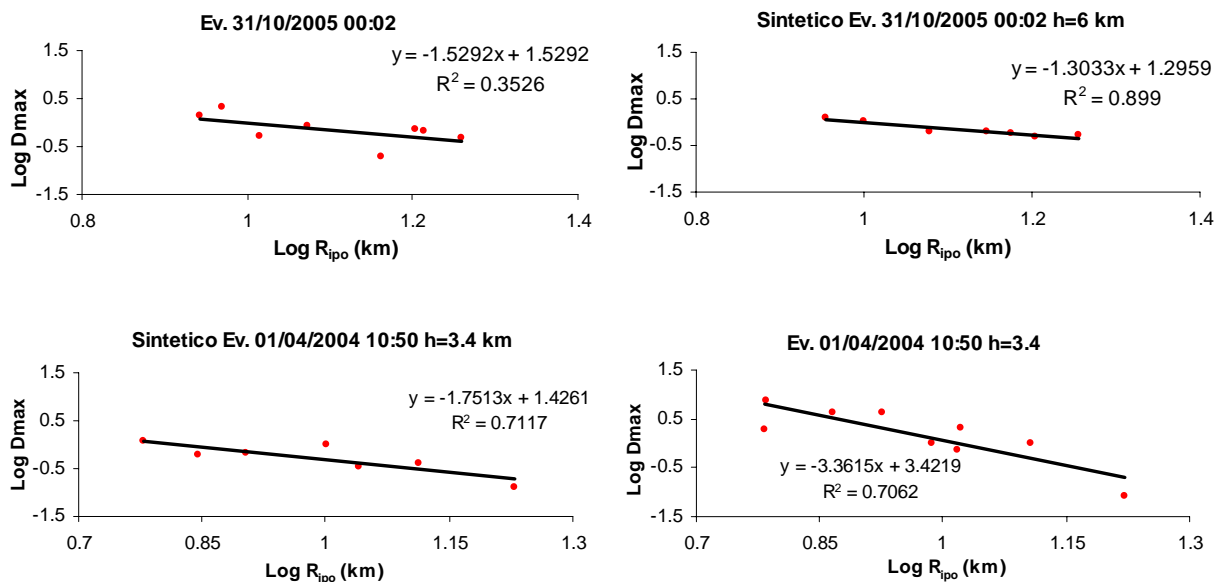 Ev. 31/10/2005 00:02
y = -1.5292x + 1.5292
R² = 0.3526
1.5
0.5
-0.5
-1.5
Log Dmax
0.8 1 1.2 1.4
Log Ripo (km)
Sintetico Ev. 31/10/2005 00:02 h=6 km
y = -1.3033x + 1.2959
R² = 0.899
1.5
0.5
-0.5
-1.5
Log Dmax
0.8 1 1.2 1.4
Log Ripo (km)
Sintetico Ev. 01/04/2004 10:50 h=3.4 km
y = -1.7513x + 1.4261
R² = 0.7117
1.5
0.5
-0.5
-1.5
Log Dmax
0.7 0.85 1 1.15 1.3
Log Ripo (km)
Ev. 01/04/2004 10:50 h=3.4
1.5
0.5
-0.5
-1.5
Log Dmax
y = -3.3615x + 3.4219
R² = 0.7062
0.7 0.85 1 1.15 1.3
Log Ripo (km)